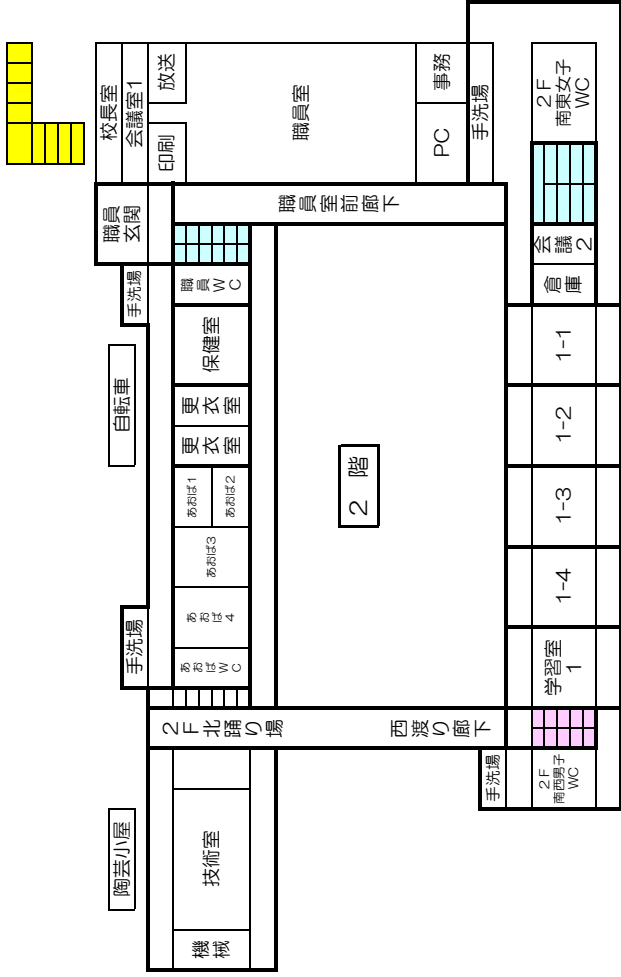 放送
校長室
会議室1
印刷
職員室
事務
PC
手洗場
2F
南東女子
WC
職員
玄関
職員室前廊下
会議
2
手洗場
職員
WC
倉庫
保健室
1-1
自転車
更衣室
1-2
更衣室
2 階
あおば1
あおば2
1-3
あおば3
1-4
手洗場
あおば
4
あおば
WC
学習室
1
2F北踊り場
西渡り廊下
手洗場
2F
南西男子
WC
陶芸小屋
技術室
機械